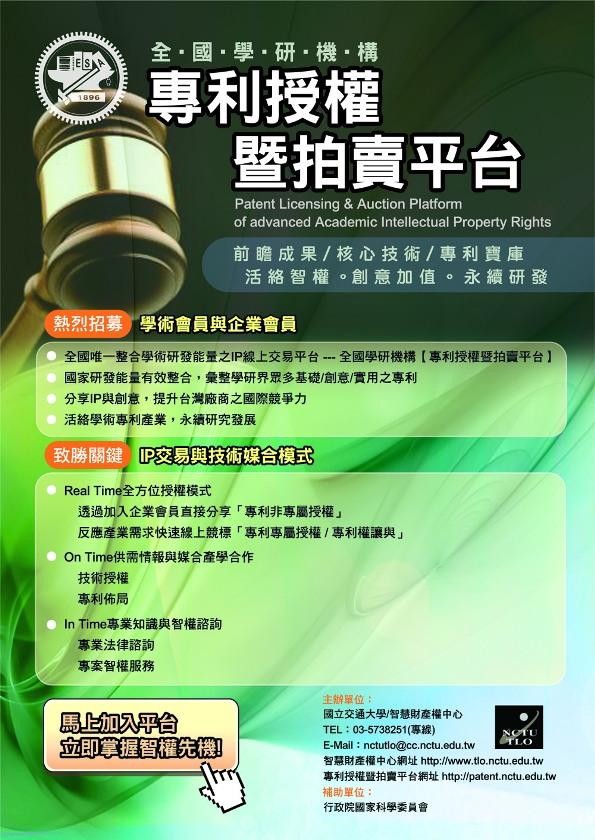 ESA
1896
全・國・學・研・機・構
專利授權
暨拍賣平台
Patent Licensing & Auction Platform
of advanced Academic Intellectual Property Rights
前瞻成果/核心技術/專利寶庫
活絡智權。創意加值。永續研發
熱烈招募 學術會員與企業會員
全國唯一整合學術研發能量之IP線上交易平台 --- 全國學研機構【專利授權暨拍賣平台】
國家研發能量有效整合，彙整學研界眾多基礎/創意/實用之專利
分享IP與創意，提升台灣廠商之國際競爭力
活絡學術專利產業，永續研究發展
致勝關鍵 IP交易與技術媒合模式
Real Time全方位授權模式
透過加入企業會員直接分享「專利非專屬授權」
反應產業需求快速線上競標「專利專屬授權 / 專利權讓與」
On Time供需情報與媒合產學合作
技術授權
專利佈局
In Time專業知識與智權諮詢
專業法律諮詢
專案智權服務
馬上加入平台
立即掌握智權先機!
主辦單位：
國立交通大學/智慧財產權中心
TEL：03-5738251(專線)
E-Mail：nctutlo@cc.nctu.edu.tw
智慧財產權中心網址 http://www.tlo.nctu.edu.tw
專利授權暨拍賣平台網址 http://patent.nctu.edu.tw
補助單位：
行政院國家科學委員會
NCTU
TLO